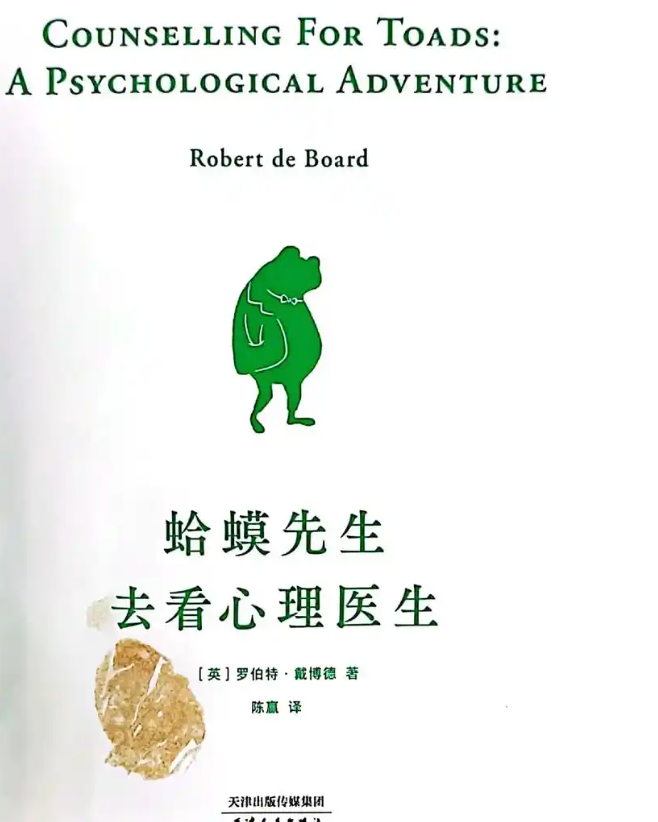 COUNSELLING FOR TOADS:
A PSYCHOLOGICAL ADVENTURE
Robert de Board
蛤蟆先生
去看心理医生
[英]罗伯特·戴博德 著
陈赢 译
天津出版传媒集团